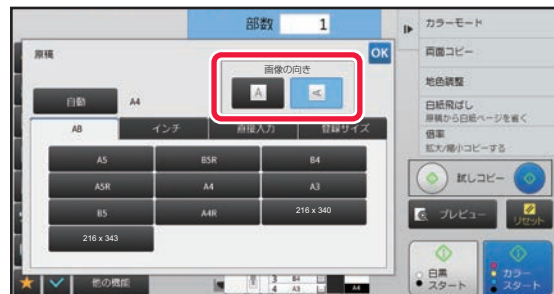 部数 1
カラーモード
原稿
OK
両面コピー
画像の向き
A A
地色調整
自動 A4
白紙飛ばし
原稿から白紙ページを省く
AB インチ 直接入力 登録サイズ
倍率
拡大/縮小コピーする
A5 B5R B4
試しコピー
A5R A4 A3
B5 A4R 216 x 340
プレビュー
リセット
216 x 343
白黒
スタート
カラー
スタート
他の機能
3 B4
4 A3
A4